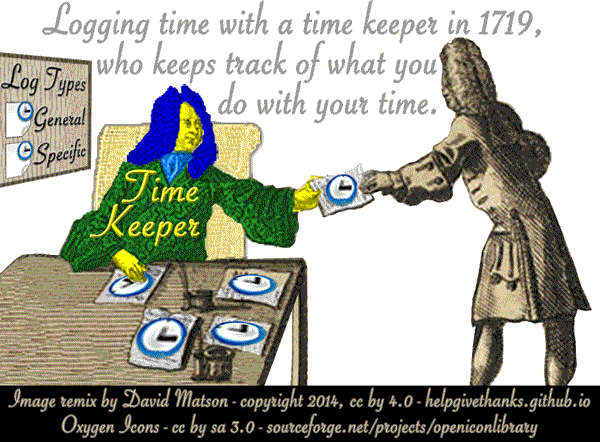 Logging time with a time keeper in 1719,
who keeps track of what you
do with your time.
Log Types
General
Specific
Time
Keeper
Image remix by David Matson - copyright 2014, cc by 4.0 - helpgivethanks.github.io
Oxygen Icons - cc by sa 3.0 - sourceforge.net/projects/openiconlibrary